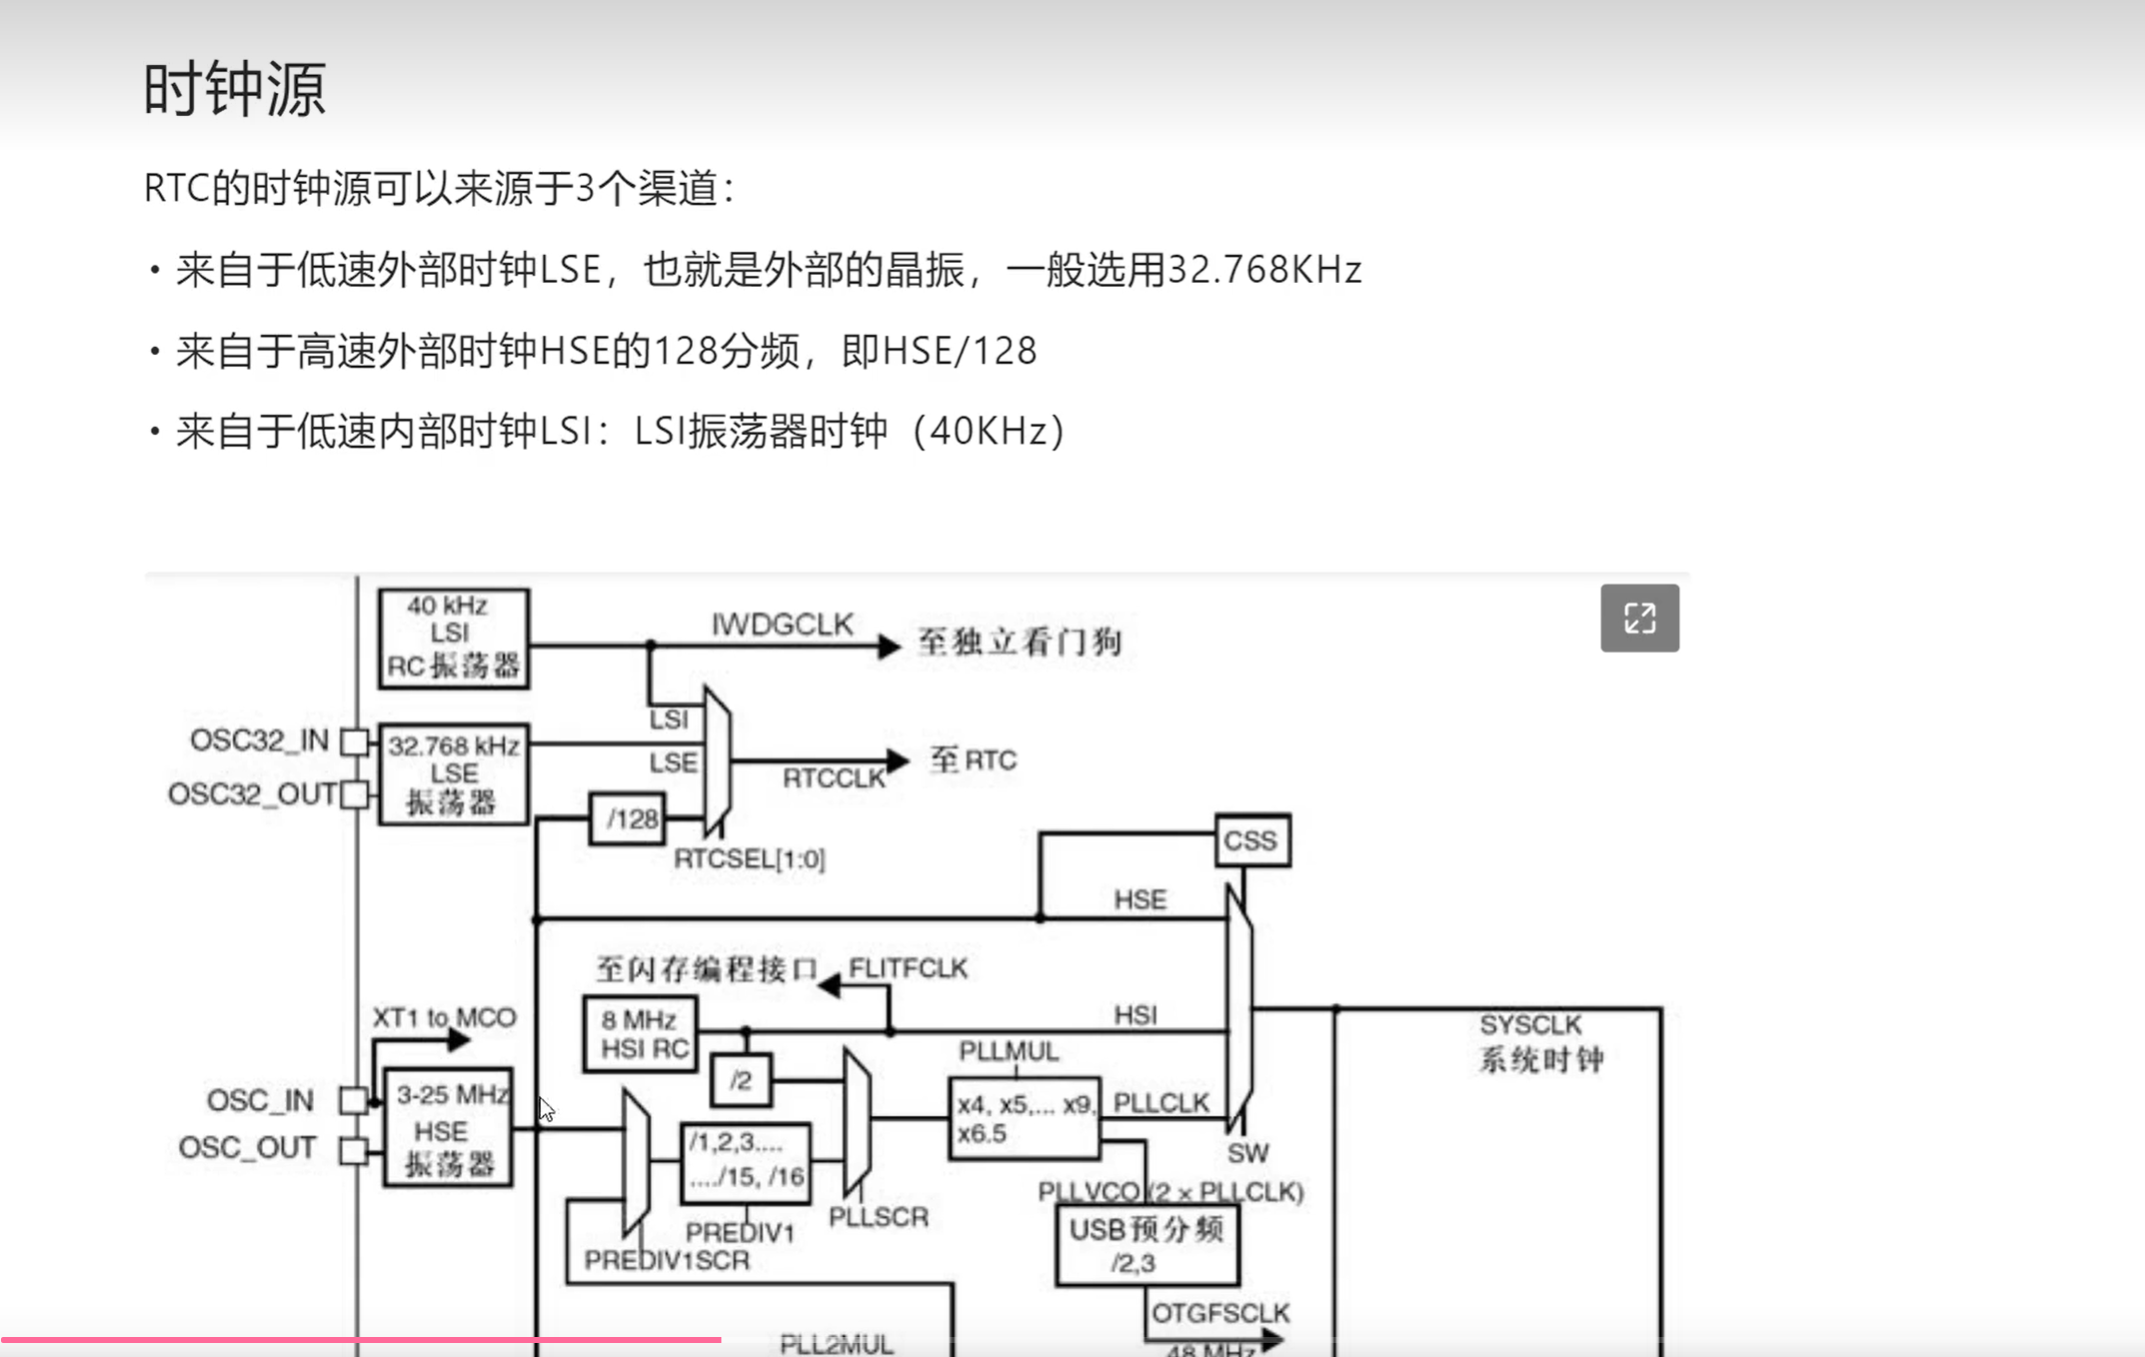 时钟源
RTC的时钟源可以来源于3个渠道：
• 来自于低速外部时钟LSE，也就是外部的晶振，一般选用32.768KHz
• 来自于高速外部时钟HSE的128分频，即HSE/128
• 来自于低速内部时钟LSI：LSI振荡器时钟（40KHz）
40 kHz
LSI
RC 振荡器
IWDGCLK
至独立看门狗
LSI
OSC32_IN
OSC32_OUT
32.768 kHz
LSE
振荡器
LSE
RTCCLK
至 RTC
/128
RTCSEL[1:0]
CSS
HSE
至闪存编程接口
FLITFCLK
8 MHz
HSI RC
HSI
/2
XT1 to MCO
OSC_IN
OSC_OUT
3-25 MHz
HSE
振荡器
PLLMUL
x4, x5,... x9,
x6.5
PLLCLK
SW
SYSCLK
系统时钟
/1,2,3....
..../15, /16
PREDIV1
PREDIV1SCR
PLLSCR
PLLVCO (2 × PLLCLK)
USB预分频
/2,3
OTGFSCLK
48 MHz
PLL2MUL